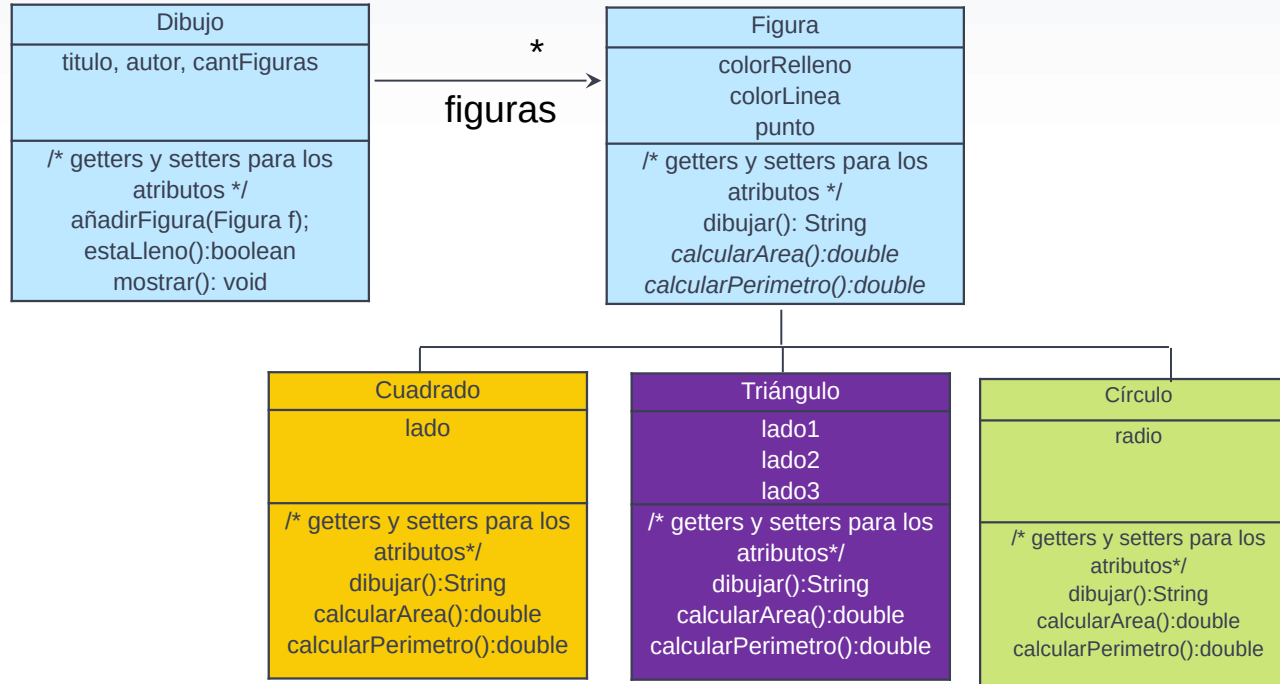 Dibujo
titulo, autor, cantFiguras
/* getters y setters para los
atributos */
añadirFigura(Figura f);
estaLleno():boolean
mostrar(): void
*
figuras
Figura
colorRelleno
colorLinea
punto
/* getters y setters para los
atributos */
dibujar(): String
calcularArea():double
calcularPerimetro():double
Cuadrado
lado
/* getters y setters para los
atributos*/
dibujar():String
calcularArea():double
calcularPerimetro():double
Triángulo
lado1
lado2
lado3
/* getters y setters para los
atributos*/
dibujar():String
calcularArea():double
calcularPerimetro():double
Círculo
radio
/* getters y setters para los
atributos*/
dibujar():String
calcularArea():double
calcularPerimetro():double